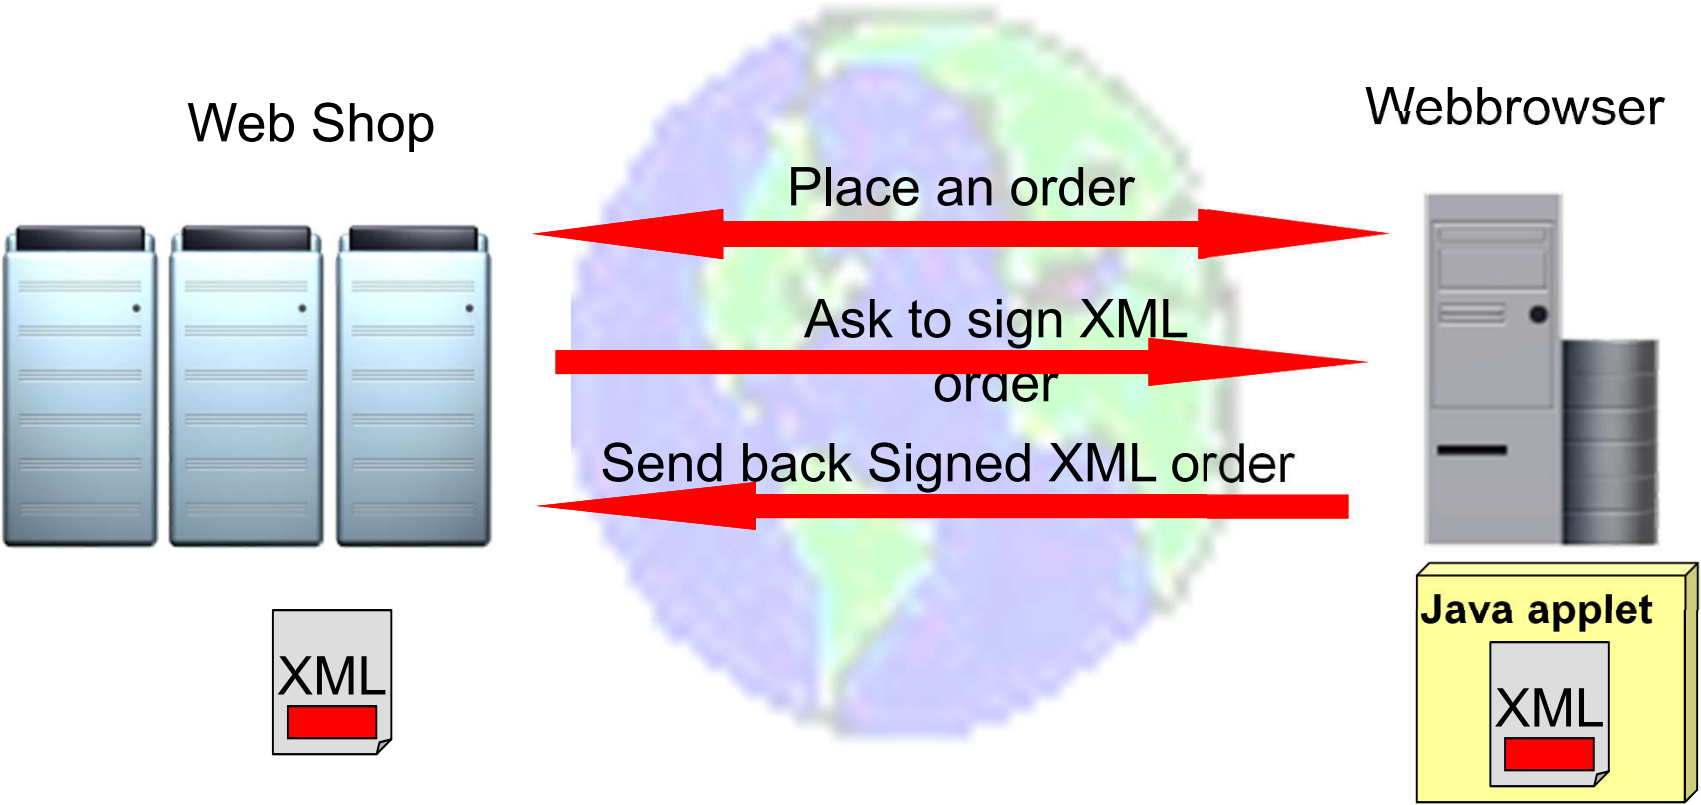 Web Shop
Webbrowser
Place an order
Ask to sign XML
order
Send back Signed XML order
Java applet
XML
XML